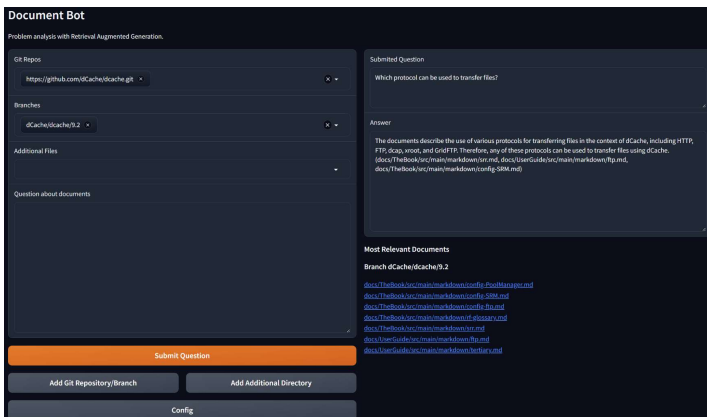 Document Bot
Problem analysis with Retrieval Augmented Generation.
Git Repos
https://github.com/dCache/dcache.git ×
Branches
dCache/dcache/9.2 ×
Additional Files
Question about documents
Submit Question
Add Git Repository/Branch
Add Additional Directory
Config
Submited Question
Which protocol can be used to transfer files?
Answer
The documents describe the use of various protocols for transferring files in the context of dCache, including HTTP,
FTP, dcap, xroot, and GridFTP. Therefore, any of these protocols can be used to transfer files using dCache.
(docs/TheBook/src/main/markdown/srr.md, docs/UserGuide/src/main/markdown/ftp.md,
docs/TheBook/src/main/markdown/config-SRM.md)
Most Relevant Documents
Branch dCache/dcache/9.2
docs/TheBook/src/main/markdown/config-PoolManager.md
docs/TheBook/src/main/markdown/config-SRM.md
docs/TheBook/src/main/markdown/config-ftp.md
docs/TheBook/src/main/markdown/rf-glossary.md
docs/TheBook/src/main/markdown/srr.md
docs/UserGuide/src/main/markdown/ftp.md
docs/UserGuide/src/main/markdown/tertiary.md